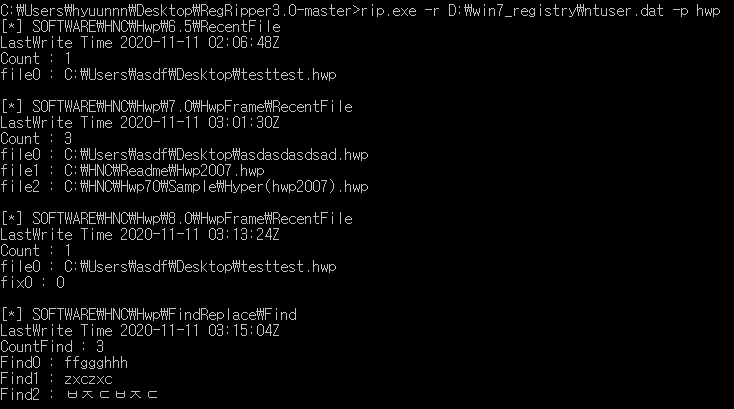 C:₩Users₩hyuunnn₩Desktop₩RegRipper3.0-master>rip.exe -r D:₩win7_registry₩ntuser.dat -p hwp
[*] SOFTWARE₩HNC₩Hwp₩6.5₩RecentFile
LastWrite Time 2020-11-11 02:06:48Z
Count : 1
file0 : C:₩Users₩asdf₩Desktop₩testtest.hwp

[*] SOFTWARE₩HNC₩Hwp₩7.0₩HwpFrame₩RecentFile
LastWrite Time 2020-11-11 03:01:30Z
Count : 3
file0 : C:₩Users₩asdf₩Desktop₩asdasdasdsad.hwp
file1 : C:₩HNC₩Readme₩Hwp2007.hwp
file2 : C:₩HNC₩Hwp70₩Sample₩Hyper(hwp2007).hwp

[*] SOFTWARE₩HNC₩Hwp₩8.0₩HwpFrame₩RecentFile
LastWrite Time 2020-11-11 03:13:24Z
Count : 1
file0 : C:₩Users₩asdf₩Desktop₩testtest.hwp
fix0 : 0

[*] SOFTWARE₩HNC₩Hwp₩FindReplace₩Find
LastWrite Time 2020-11-11 03:15:04Z
CountFind : 3
Find0 : ffggghhh
Find1 : zxczxc
Find2 : ㅂㅈㄷㅂㅈㄷ